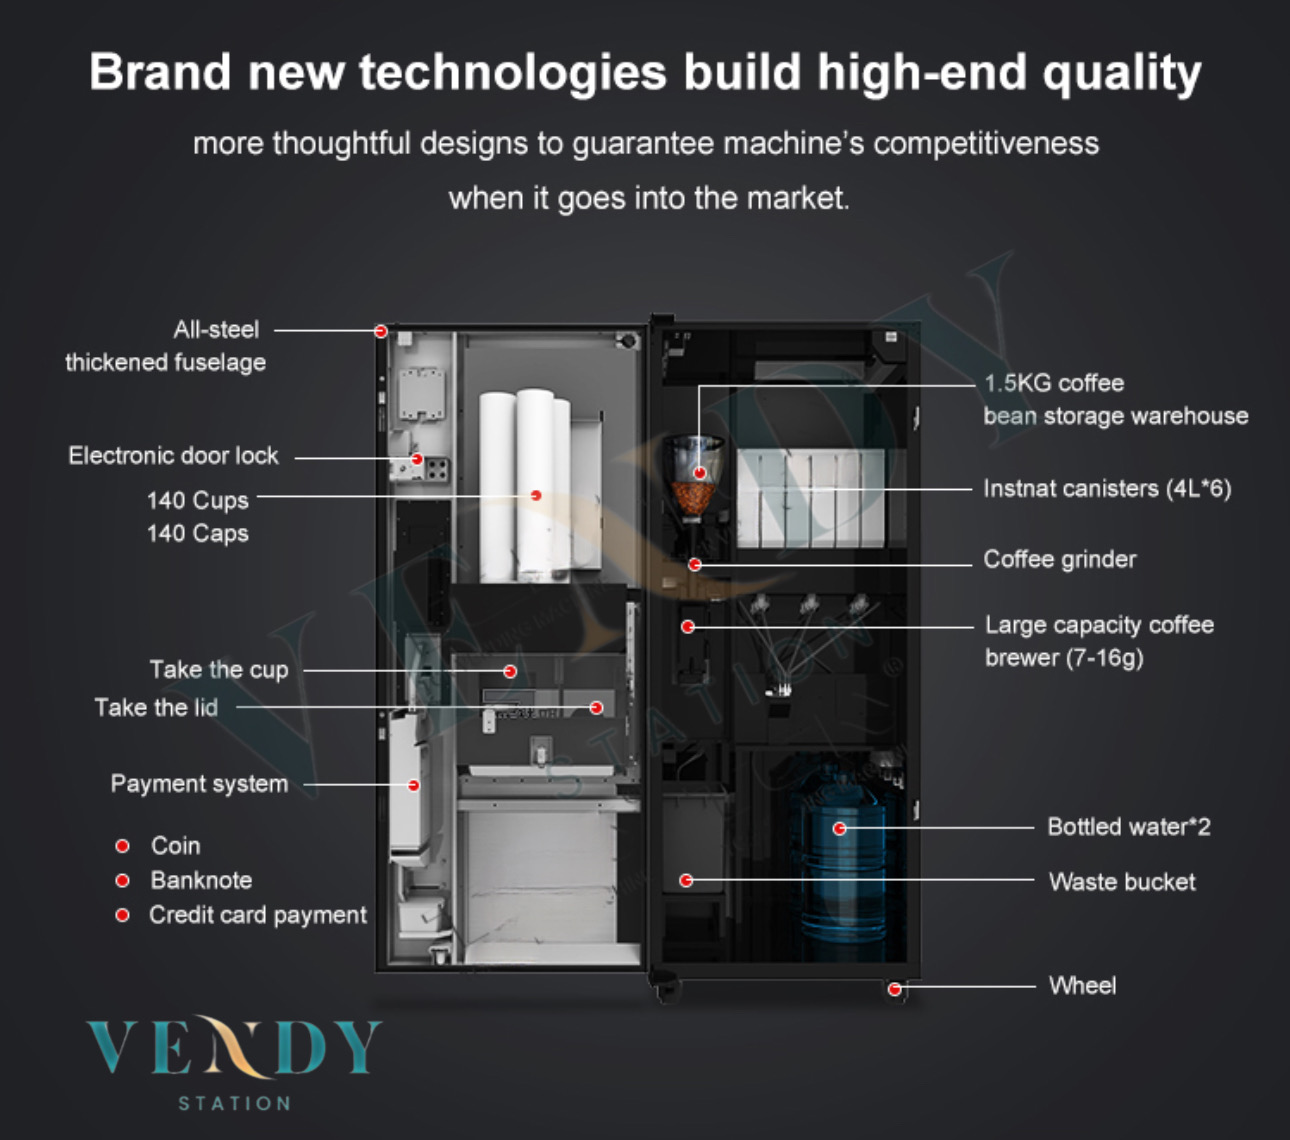 Brand new technologies build high-end quality
more thoughtful designs to guarantee machine's competitiveness
when it goes into the market.
All-steel
thickened fuselage
Electronic door lock
140 Cups
140 Caps
Take the cup
Take the lid
Payment system
Coin
Banknote
Credit card payment
1.5KG coffee
bean storage warehouse
Instnat canisters (4L*6)
Coffee grinder
Large capacity coffee
brewer (7-16g)
Bottled water*2
Waste bucket
Wheel
VENDY
STATION
VENDY
STATION
®